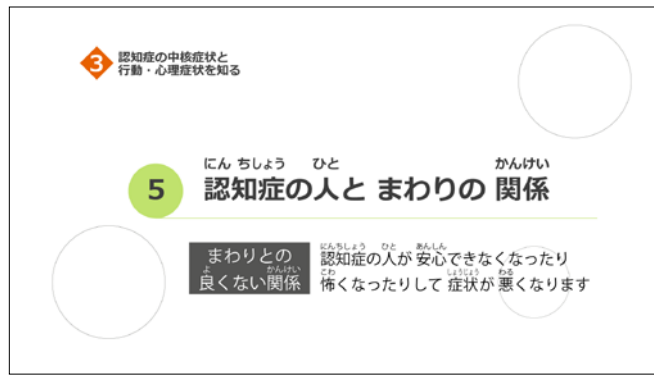 3
認知症の中核症状と
行動・心理症状を知る
にんちしょう ひと かんけい
5 認知症の人と まわりの 関係
まわりとの
よ かんけい
良くない関係
にんちしょう ひと あんしん
認知症の人が 安心できなくなったり
こわ しょうじょう わる
怖くなったりして 症状が 悪くなります